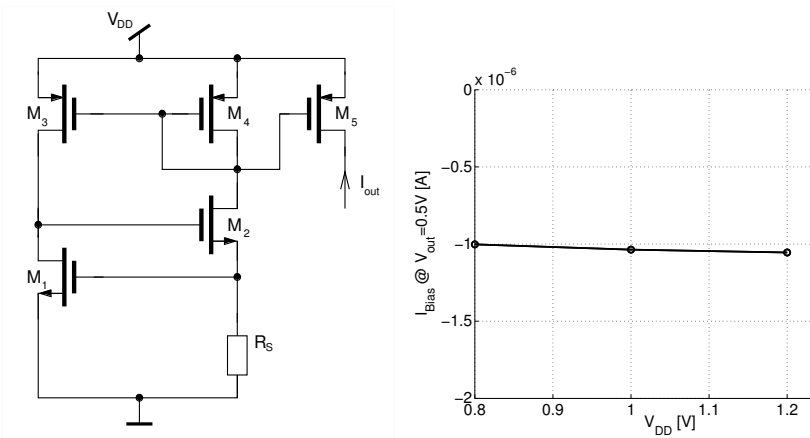 V_DD
M_3
M_4
M_5
I_out
M_2
M_1
R_S
x 10^−6
0
−0.5
−1
−1.5
−2
I_Bias @ V_out=0.5V [A]
0.8
0.9
1
1.1
1.2
V_DD [V]